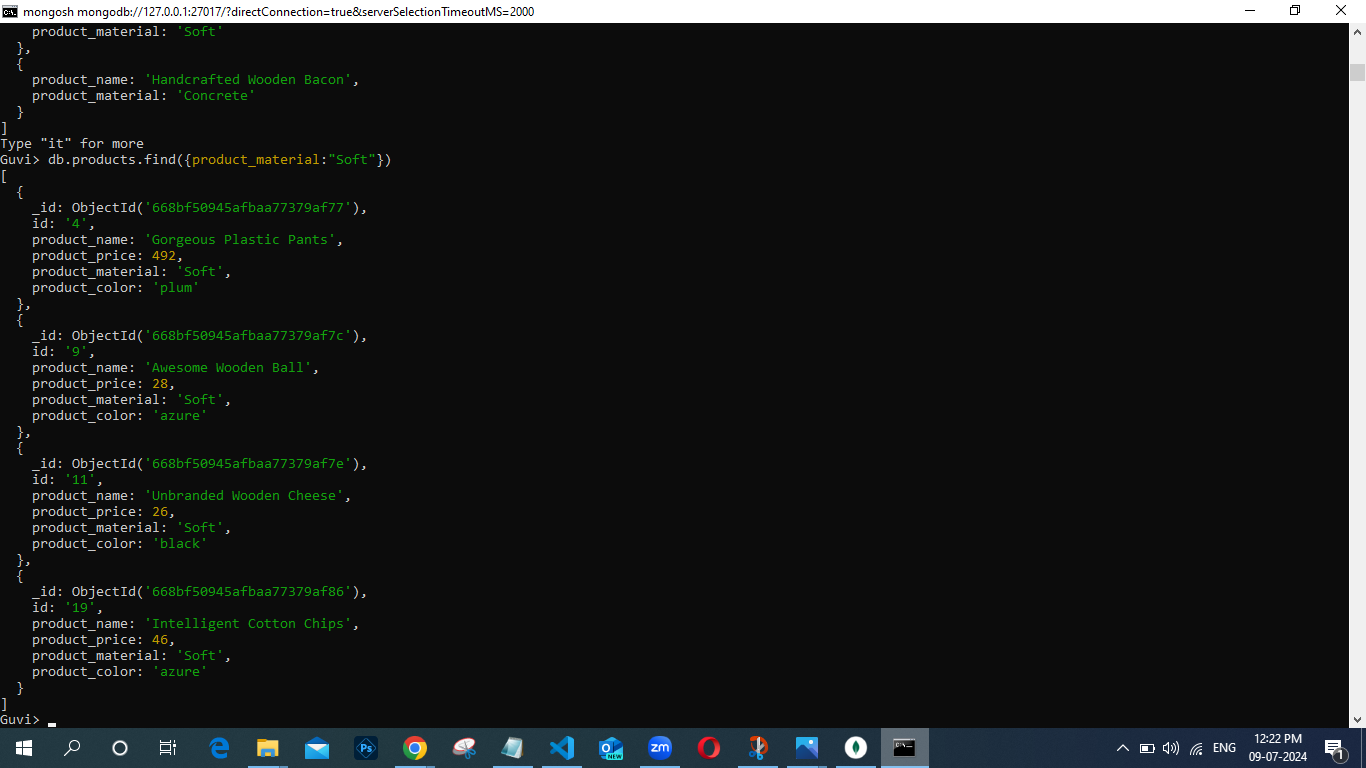 mongosh mongodb://127.0.0.1:27017/?directConnection=true&serverSelectionTimeoutMS=2000
    product_material: 'Soft'
  },
  {
    product_name: 'Handcrafted Wooden Bacon',
    product_material: 'Concrete'
  }
]
Type "it" for more
Guvi> db.products.find({product_material:"Soft"})
[
  {
    _id: ObjectId('668bf50945afbaa77379af77'),
    id: '4',
    product_name: 'Gorgeous Plastic Pants',
    product_price: 492,
    product_material: 'Soft',
    product_color: 'plum'
  },
  {
    _id: ObjectId('668bf50945afbaa77379af7c'),
    id: '9',
    product_name: 'Awesome Wooden Ball',
    product_price: 28,
    product_material: 'Soft',
    product_color: 'azure'
  },
  {
    _id: ObjectId('668bf50945afbaa77379af7e'),
    id: '11',
    product_name: 'Unbranded Wooden Cheese',
    product_price: 26,
    product_material: 'Soft',
    product_color: 'black'
  },
  {
    _id: ObjectId('668bf50945afbaa77379af86'),
    id: '19',
    product_name: 'Intelligent Cotton Chips',
    product_price: 46,
    product_material: 'Soft',
    product_color: 'azure'
  }
]
Guvi>
Ps
NEW
zm
C:\.
ENG
12:22 PM
09-07-2024
1